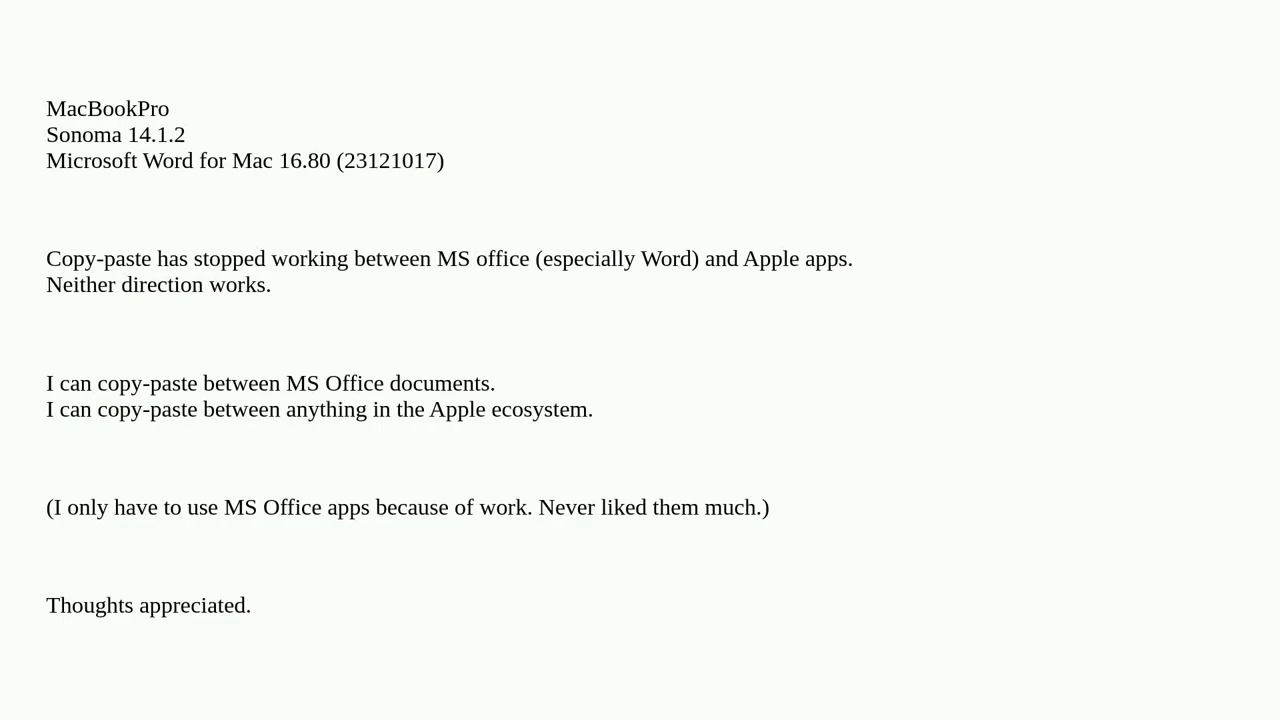 MacBookPro
Sonoma 14.1.2
Microsoft Word for Mac 16.80 (23121017)
Copy-paste has stopped working between MS office (especially Word) and Apple apps.
Neither direction works.
I can copy-paste between MS Office documents.
I can copy-paste between anything in the Apple ecosystem.
(I only have to use MS Office apps because of work. Never liked them much.)
Thoughts appreciated.